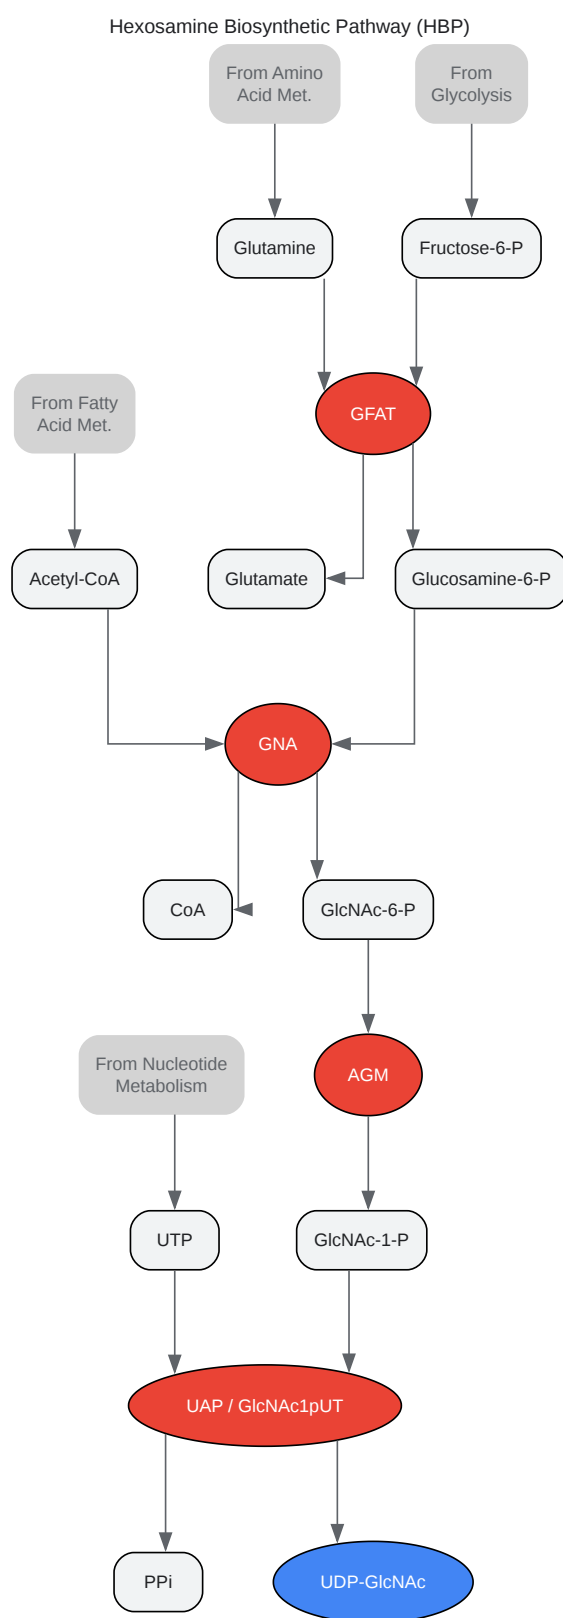 Hexosamine Biosynthetic Pathway (HBP)
From Amino
Acid Met.
From
Glycolysis
Glutamine
Fructose-6-P
GFAT
From Fatty
Acid Met.
Acetyl-CoA
Glutamate
Glucosamine-6-P
GNA
CoA
GlcNAc-6-P
From Nucleotide
Metabolism
AGM
UTP
GlcNAc-1-P
UAP / GlcNAc1pUT
PPi
UDP-GlcNAc